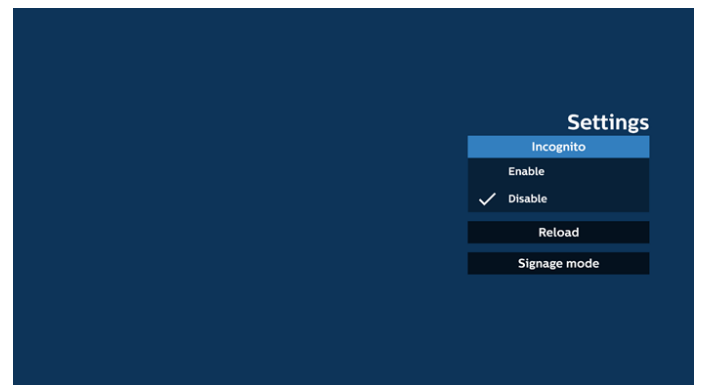 Settings
Incognito
Enable
Disable
Reload
Signage mode